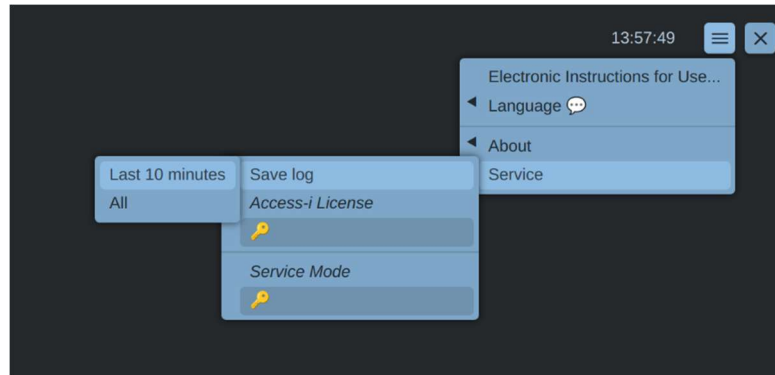 13:57:49
Electronic Instructions for Use...
Language
About
Service
Save log
Access-i License
Service Mode
Last 10 minutes
All